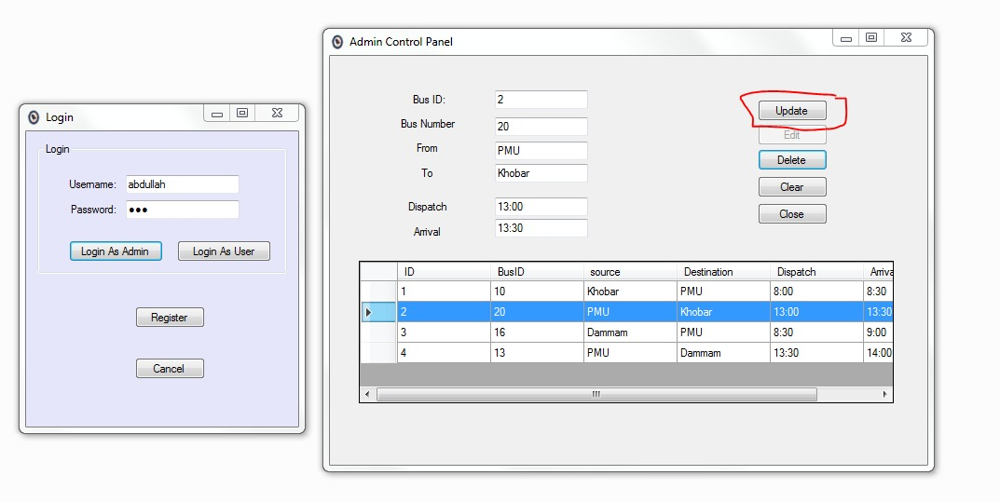 Login
Login
Username: abdullah
Password: ●●●
Login As Admin Login As User
Register
Cancel
Admin Control Panel
Bus ID: 2
Bus Number 20
From PMU
To Khobar
Dispatch 13:00
Arrival 13:30
Update
Edit
Delete
Clear
Close
ID BusID source Destination Dispatch Arriva
1 10 Khobar PMU 8:00 8:30
2 20 PMU Khobar 13:00 13:30
3 16 Dammam PMU 8:30 9:00
4 13 PMU Dammam 13:30 14:00